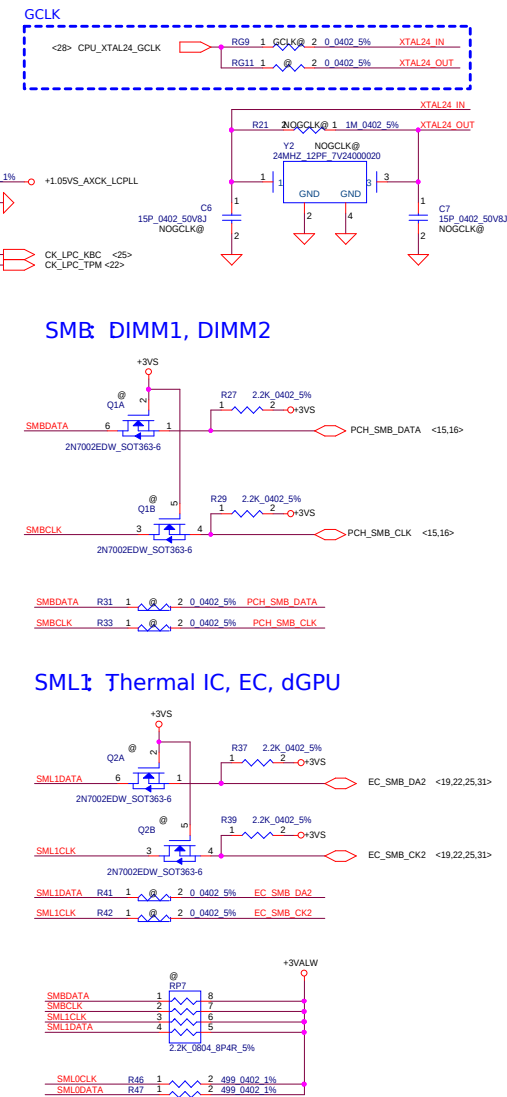 GCLK
<28> CPU_XTAL24_GCLK
RG9 1 GCLK@ 2 0_0402_5% XTAL24_IN
RG11 1 @ 2 0_0402_5% XTAL24_OUT
XTAL24_IN
R21 2 NOGCLK@ 1 1M_0402_5% XTAL24_OUT
Y2 NOGCLK@
24MHZ_12PF_7V24000020
1% +1.05VS_AXCK_LCPLL
1 1 3 3
GND GND
2 4
C6 1
15P_0402_50V8J
NOGCLK@ 2
1 C7
15P_0402_50V8J
2 NOGCLK@
CK_LPC_KBC <25>
CK_LPC_TPM <22>
SMB: DIMM1, DIMM2
+3VS
@
Q1A 2
R27 2.2K_0402_5%
1 2 +3VS
SMBDATA 6 1 PCH_SMB_DATA <15,16>
2N7002EDW_SOT363-6
@
Q1B 5
R29 2.2K_0402_5%
1 2 +3VS
SMBCLK 3 4 PCH_SMB_CLK <15,16>
2N7002EDW_SOT363-6
SMBDATA R31 1 @ 2 0_0402_5% PCH_SMB_DATA
SMBCLK R33 1 @ 2 0_0402_5% PCH_SMB_CLK
SML1: Thermal IC, EC, dGPU
+3VS
@
Q2A 2
R37 2.2K_0402_5%
1 2 +3VS
SML1DATA 6 1 EC_SMB_DA2 <19,22,25,31>
2N7002EDW_SOT363-6
@
Q2B 5
R39 2.2K_0402_5%
1 2 +3VS
SML1CLK 3 4 EC_SMB_CK2 <19,22,25,31>
2N7002EDW_SOT363-6
SML1DATA R41 1 @ 2 0_0402_5% EC_SMB_DA2
SML1CLK R42 1 @ 2 0_0402_5% EC_SMB_CK2
+3VALW
@
RP7
SMBDATA 1 8
SMBCLK 2 7
SML1CLK 3 6
SML1DATA 4 5
2.2K_0804_8P4R_5%
SML0CLK R46 1 2 499_0402_1%
SML0DATA R47 1 2 499_0402_1%